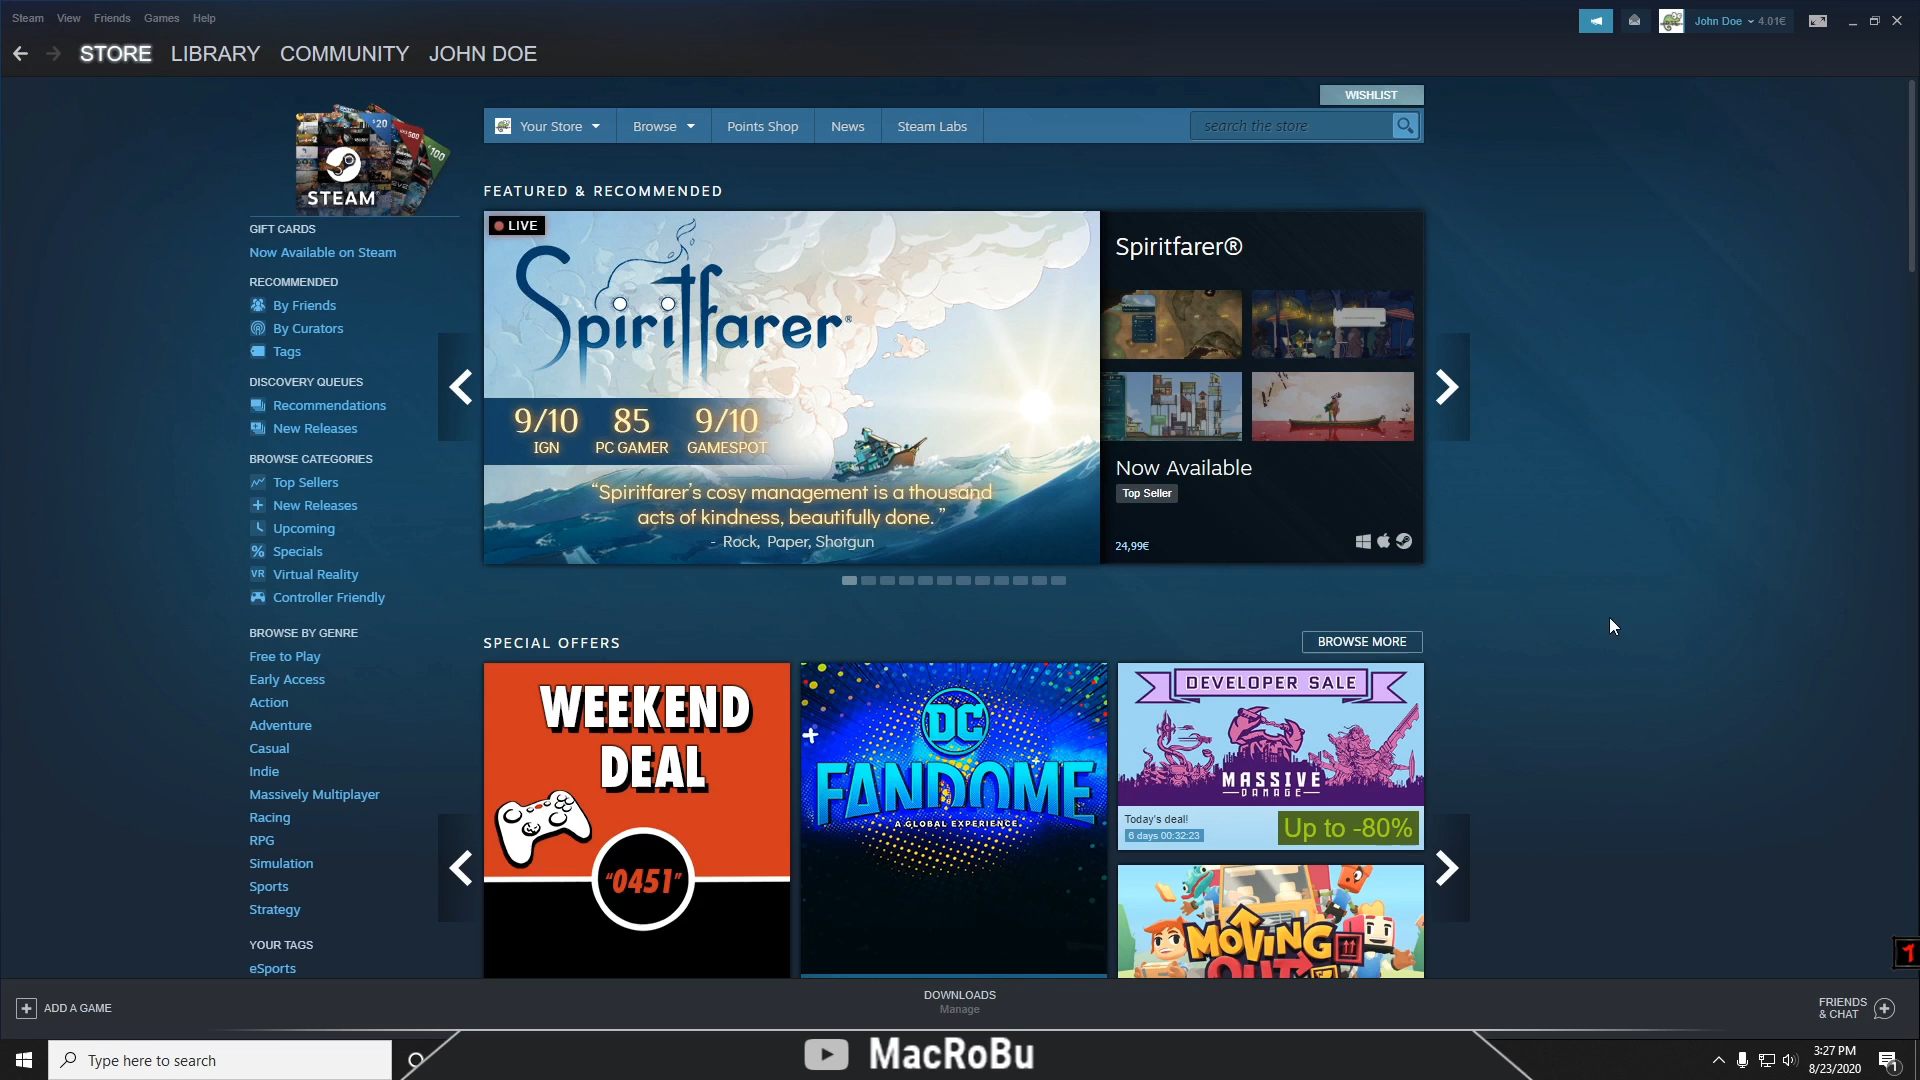 Steam View Friends Games Help
John Doe 4.01€
STORE LIBRARY COMMUNITY JOHN DOE
WISHLIST
Your Store Browse Points Shop News Steam Labs search the store
$20 500 $100
STEAM
GIFT CARDS
Now Available on Steam
RECOMMENDED
By Friends
By Curators
Tags
DISCOVERY QUEUES
Recommendations
New Releases
BROWSE CATEGORIES
Top Sellers
New Releases
Upcoming
% Specials
VR Virtual Reality
Controller Friendly
BROWSE BY GENRE
Free to Play
Early Access
Action
Adventure
Casual
Indie
Massively Multiplayer
Racing
RPG
Simulation
Sports
Strategy
YOUR TAGS
eSports
FEATURED & RECOMMENDED
LIVE
Spiritfarer®
9/10 85 9/10
IGN PC GAMER GAMESPOT
“Spiritfarer’s cosy management is a thousand
acts of kindness, beautifully done.”
- Rock, Paper, Shotgun
Spiritfarer®
Now Available
Top Seller
24,99€
SPECIAL OFFERS
BROWSE MORE
WEEKEND
DEAL
“0451”
DC
FANDOME
A GLOBAL EXPERIENCE.
DEVELOPER SALE
MASSIVE
DAMAGE
Today's deal!
6 days 00:32:23
Up to -80%
MOVING
OUT
1
ADD A GAME
DOWNLOADS
Manage
FRIENDS
& CHAT
Type here to search
MacRoBu
3:27 PM
8/23/2020
1